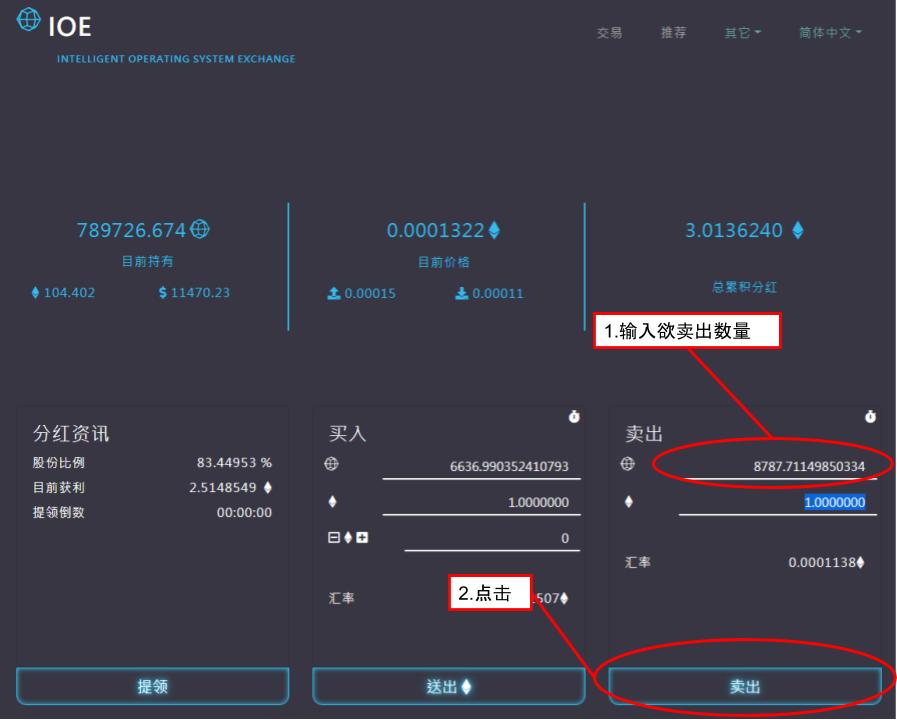 IOE
INTELLIGENT OPERATING SYSTEM EXCHANGE
交易 推荐 其它 简体中文
789726.674
目前持有
104.402 $ 11470.23
0.0001322
目前价格
0.00015 0.00011
3.0136240
总累积分红
1.输入欲卖出数量
分红资讯
股份比例 83.44953 %
目前获利 2.5148549
提领倒数 00:00:00
提领
买入
6636.990352410793
1.0000000
0
汇率 507
2.点击
送出
卖出
8787.71149850334
1.0000000
汇率 0.0001138
卖出